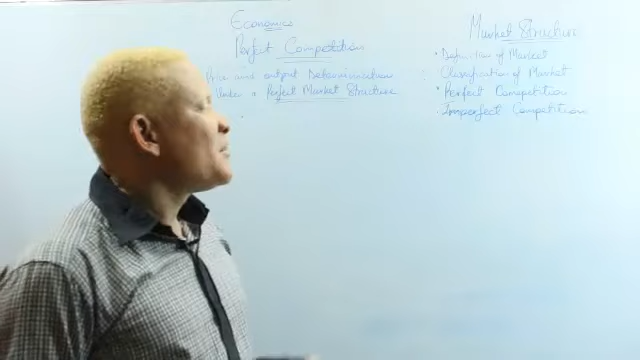 Economics
Perfect Competition
Price and output Determination
Under a Perfect Market Structure
Market Structure
• Definition of Market
: Classification of Market
• Perfect Competition
· Imperfect Competition